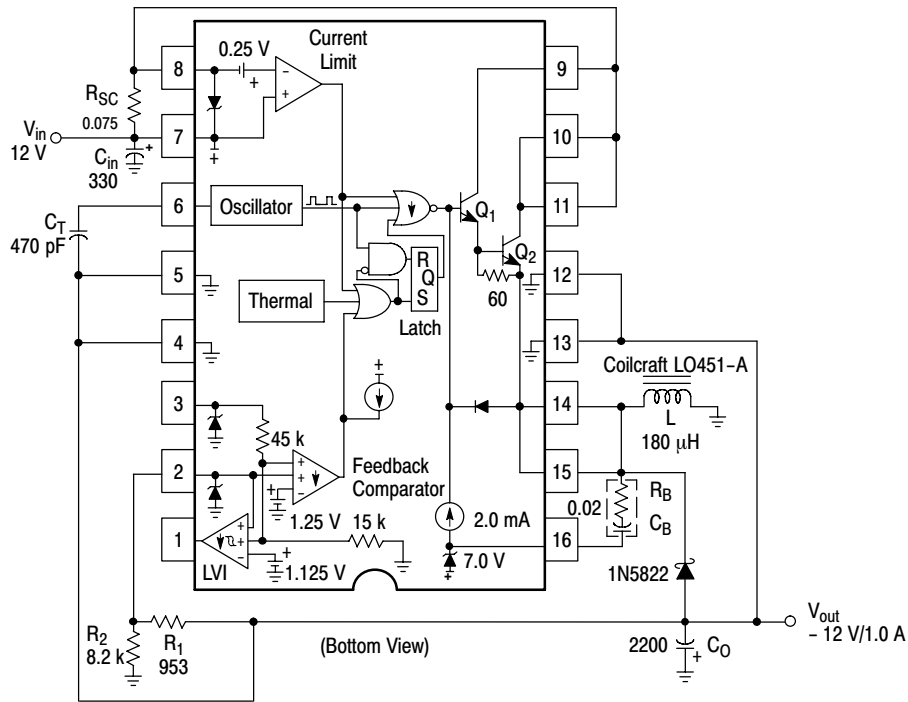 Current
Limit
0.25 V
8
9
R_SC
0.075
V_in
12 V
7
10
C_in
330
+
6
Oscillator
11
Q_1
Q_2
C_T
470 pF
5
R
Q
S
60
12
Thermal
Latch
4
13
Coilcraft LO451-A
3
14
L
180 μH
45 k
2
Feedback
Comparator
15
R_B
0.02
C_B
1.25 V
15 k
2.0 mA
1
16
LVI
1.125 V
7.0 V
1N5822
R_2
8.2 k
R_1
953
(Bottom View)
V_out
- 12 V/1.0 A
2200
C_O
+